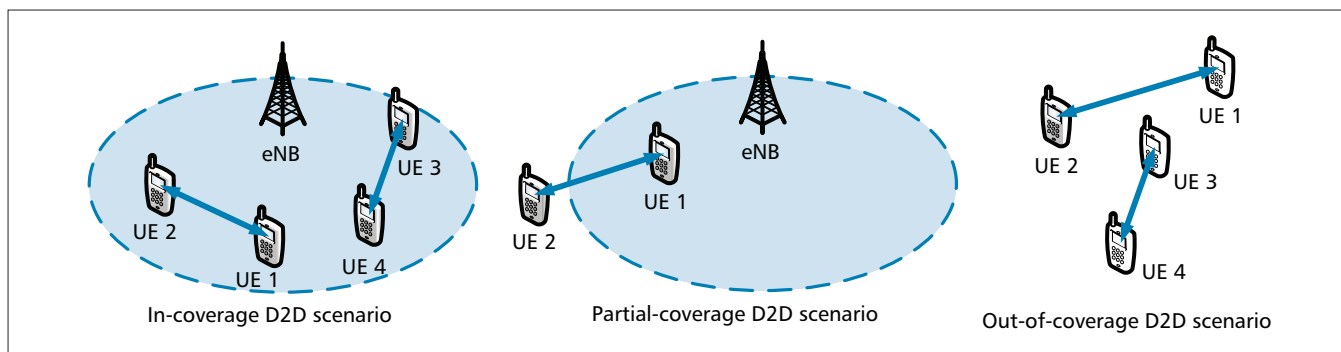 eNB
UE 3
UE 2
UE 1
UE 4
In-coverage D2D scenario
eNB
UE 1
UE 2
Partial-coverage D2D scenario
UE 1
UE 2
UE 3
UE 4
Out-of-coverage D2D scenario